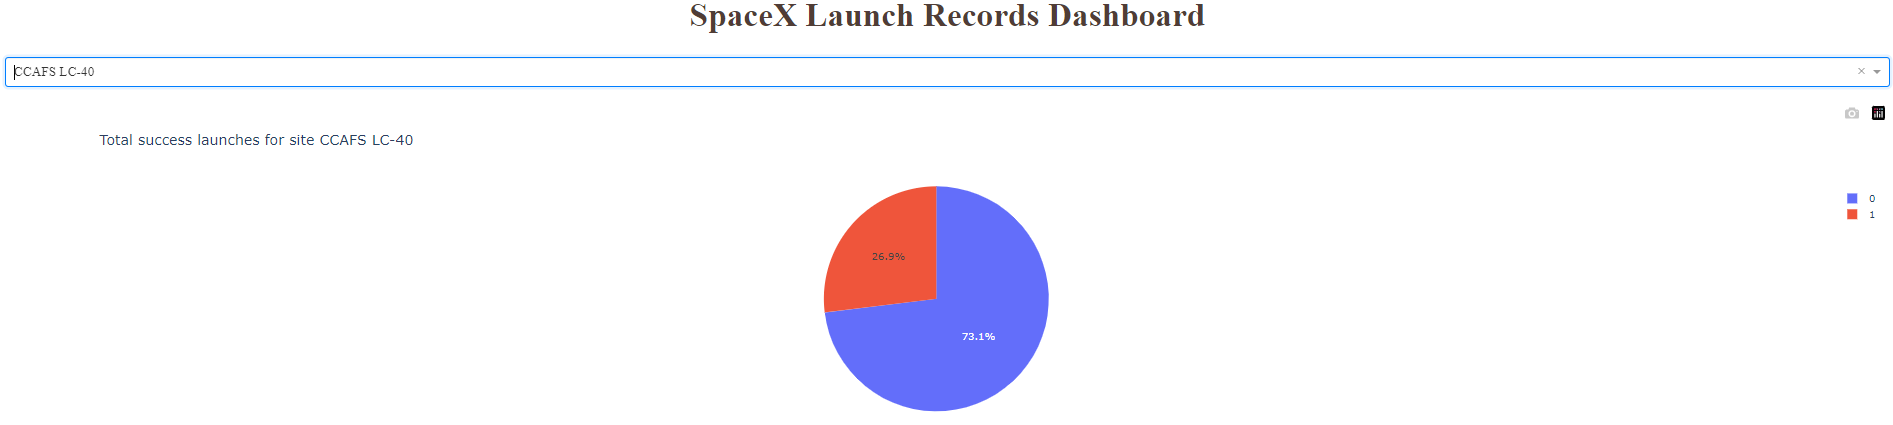 SpaceX Launch Records Dashboard
CCAFS LC-40
Total success launches for site CCAFS LC-40
0
1
26.9%
73.1%